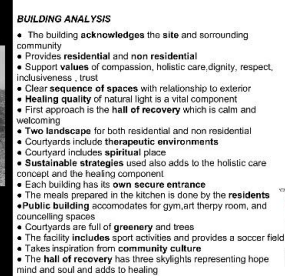 BUILDING ANALYSIS
● The building acknowledges the site and sorrounding
community
● Provides residential and non residential
● Support values of compassion, holistic care,dignity, respect,
inclusiveness , trust
● Clear sequence of spaces with relationship to exterior
● Healing quality of natural light is a vital component
● First approach is the hall of recovery which is calm and
welcoming
● Two landscape for both residential and non residential
● Courtyards include therapeutic environments
● Courtyard includes spiritual place
● Sustainable strategies used also adds to the holistic care
concept and the healing component
● Each building has its own secure entrance
● The meals prepared in the kitchen is done by the residents
●Public building accomodates for gym,art therpy room, and
councelling spaces
● Courtyards are full of greenery and trees
● The facility includes sport activities and provides a soccer field
● Takes inspiration from community culture
● The hall of recovery has three skylights representing hope
mind and soul and adds to healing